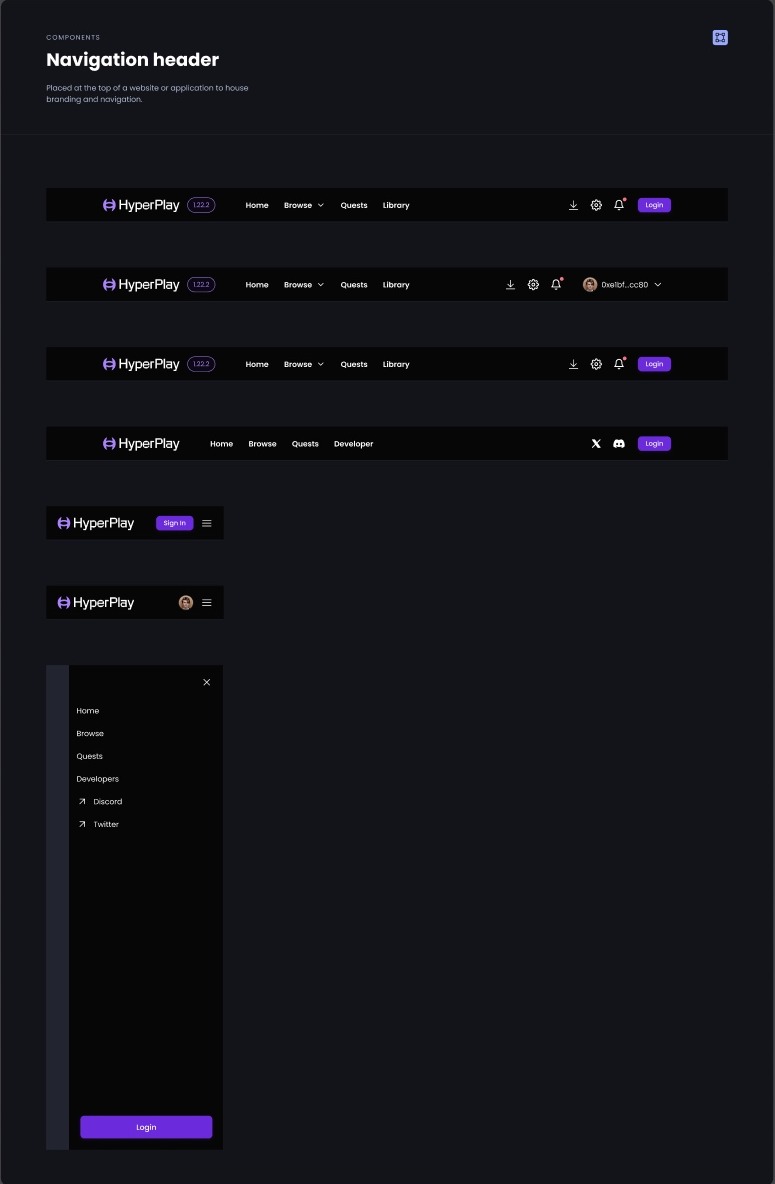 COMPONENTS
Navigation header
Placed at the top of a website or application to house
branding and navigation.
HyperPlay 1.22.2 Home Browse Quests Library Login
HyperPlay 1.22.2 Home Browse Quests Library 0xe1bf...cc80
HyperPlay 1.22.2 Home Browse Quests Library Login
HyperPlay Home Browse Quests Developer Login
HyperPlay Sign In
HyperPlay
Home
Browse
Quests
Developers
Discord
Twitter
Login